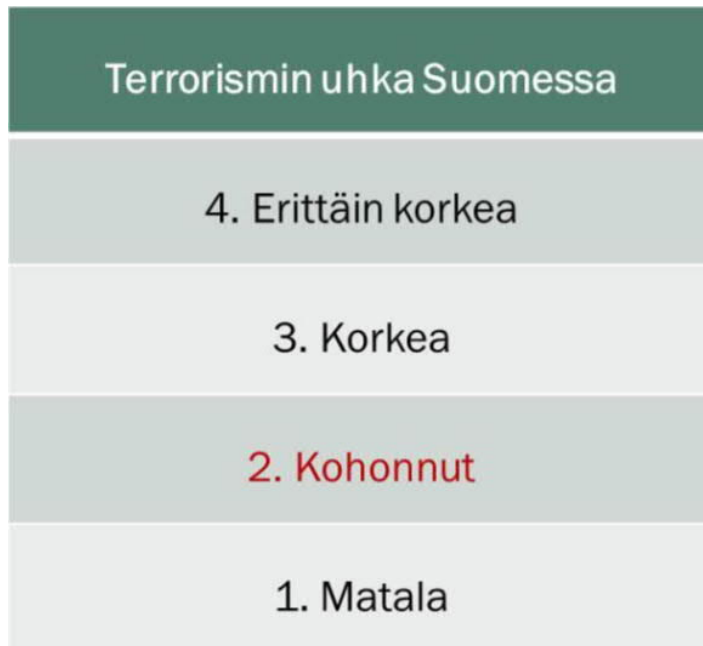 Terrorismin uhka Suomessa
4. Erittäin korkea
3. Korkea
2. Kohonnut
1. Matala